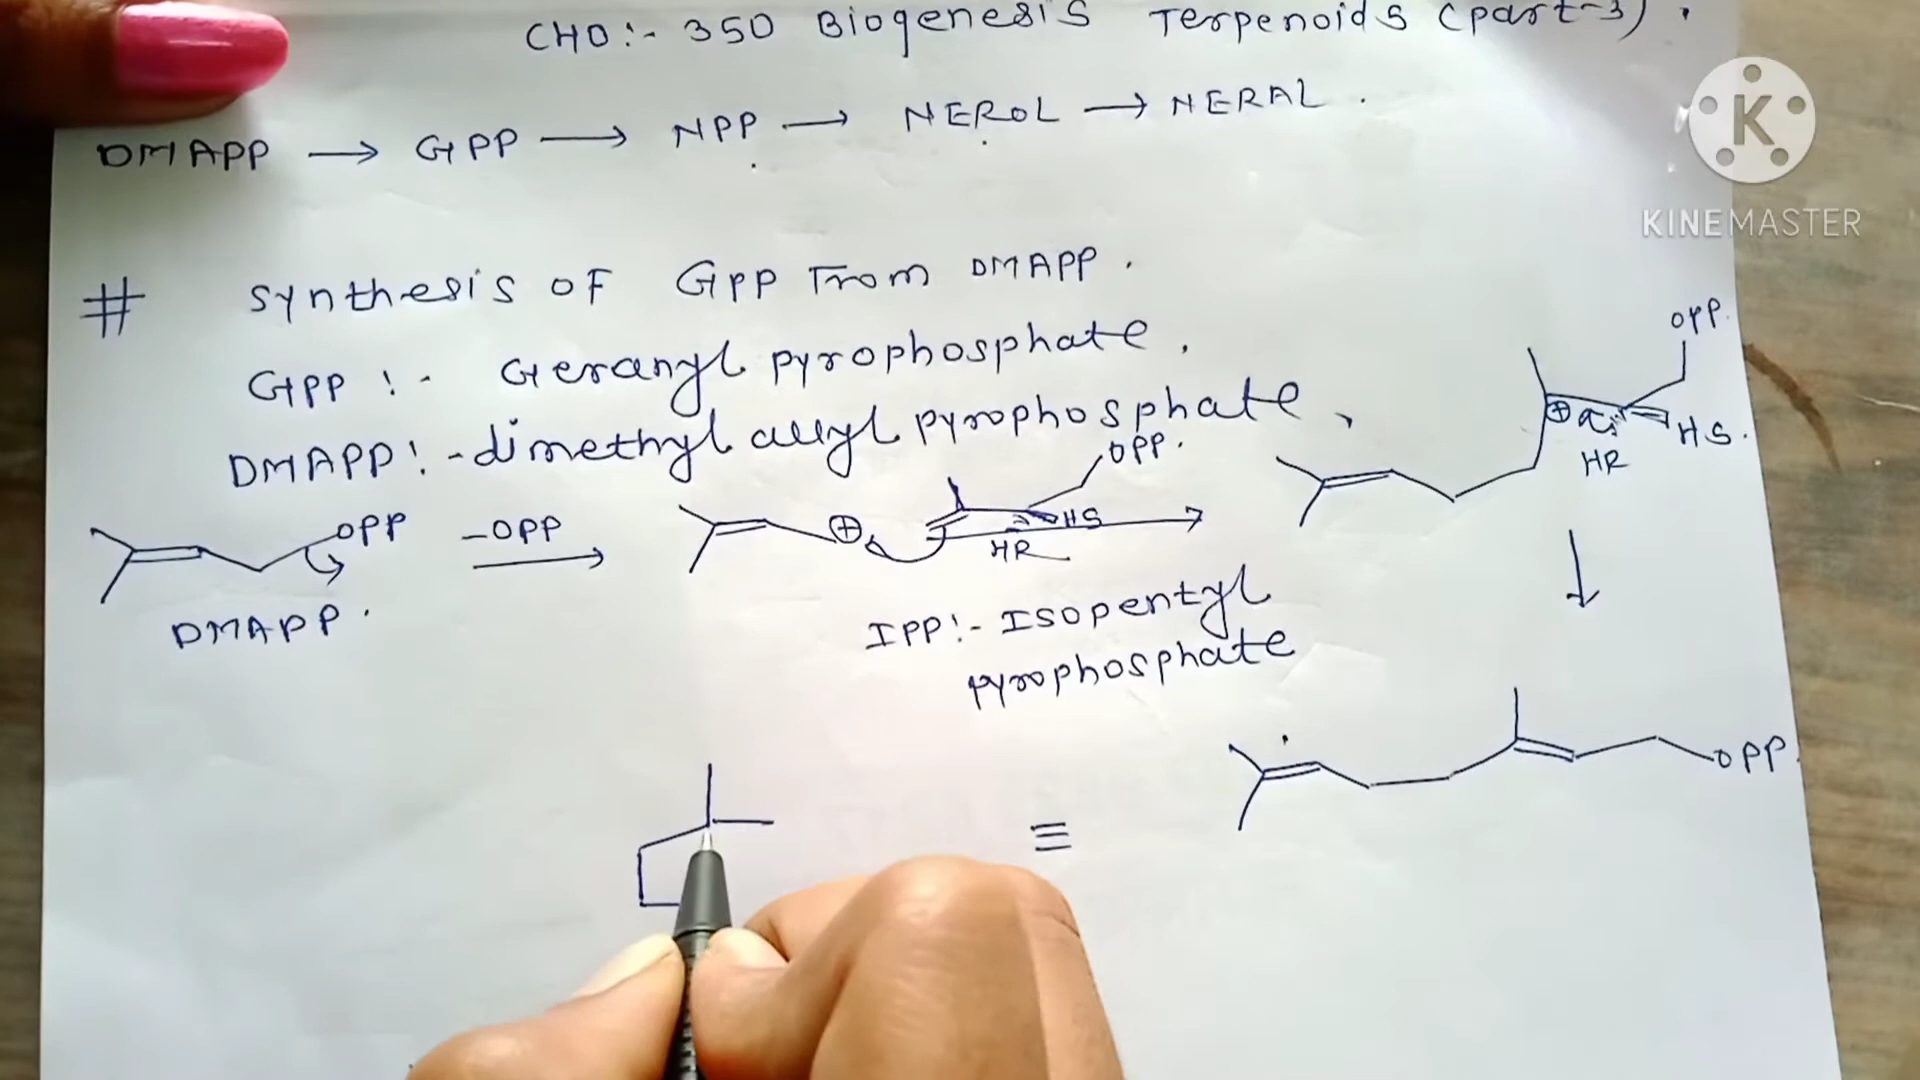 CHO:- 350 Biogenesis Terpenoids (part-3).
K
KINEMASTER
DMAPP → GPP → NPP → NEROL → NERAL.
# Synthesis OF GPP From DMAPP.
GPP :- Geranyl pyrophosphate.
DMAPP :- dimethyl allyl pyrophosphate,
OPP.
⊕
HS.
HR
OPP
-OPP
⊕
OPP.
HS
HR
DMAPP.
IPP:- Isopentyl
pyrophosphate
≡
OPP.